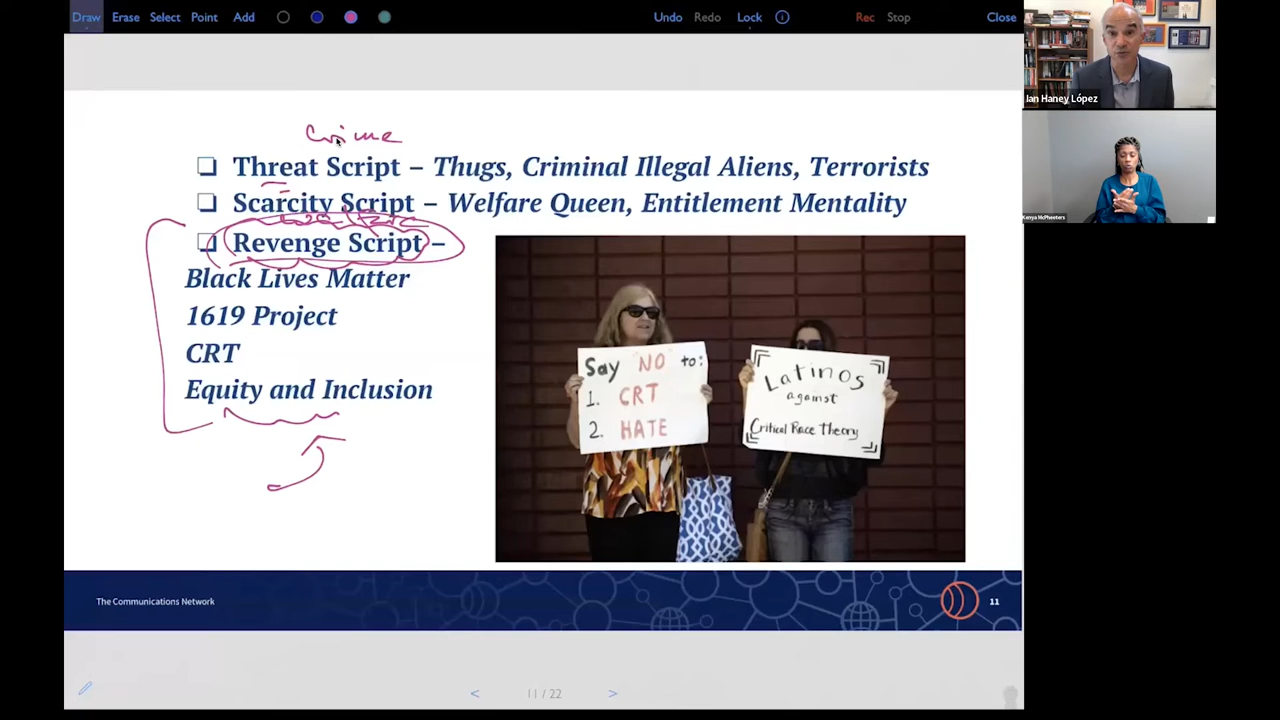 Draw Erase Select Point Add Undo Redo Lock Rec Stop Close
Ian Haney López
Kenya McPheeters
Crime
❑ Threat Script – Thugs, Criminal Illegal Aliens, Terrorists
❑ Scarcity Script – Welfare Queen, Entitlement Mentality
❑ Revenge Script –
Black Lives Matter
1619 Project
CRT
Equity and Inclusion
Say "NO" to:
1. CRT
2. HATE
Latinos
against
Critical Race Theory
The Communications Network
11
< 11 / 22 >